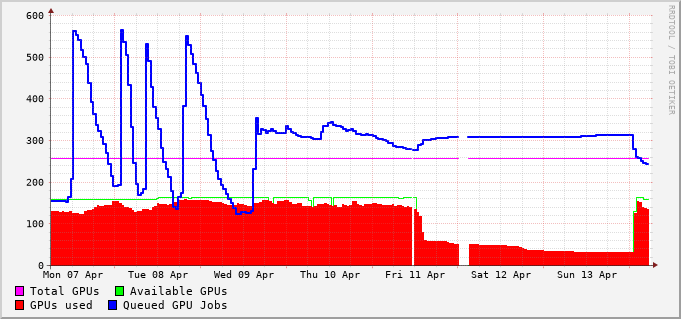 600
500
400
300
200
100
0
Mon 07 Apr Tue 08 Apr Wed 09 Apr Thu 10 Apr Fri 11 Apr Sat 12 Apr Sun 13 Apr
Total GPUs Available GPUs
GPUs used Queued GPU Jobs
RRDTOOL / TOBI OETIKER